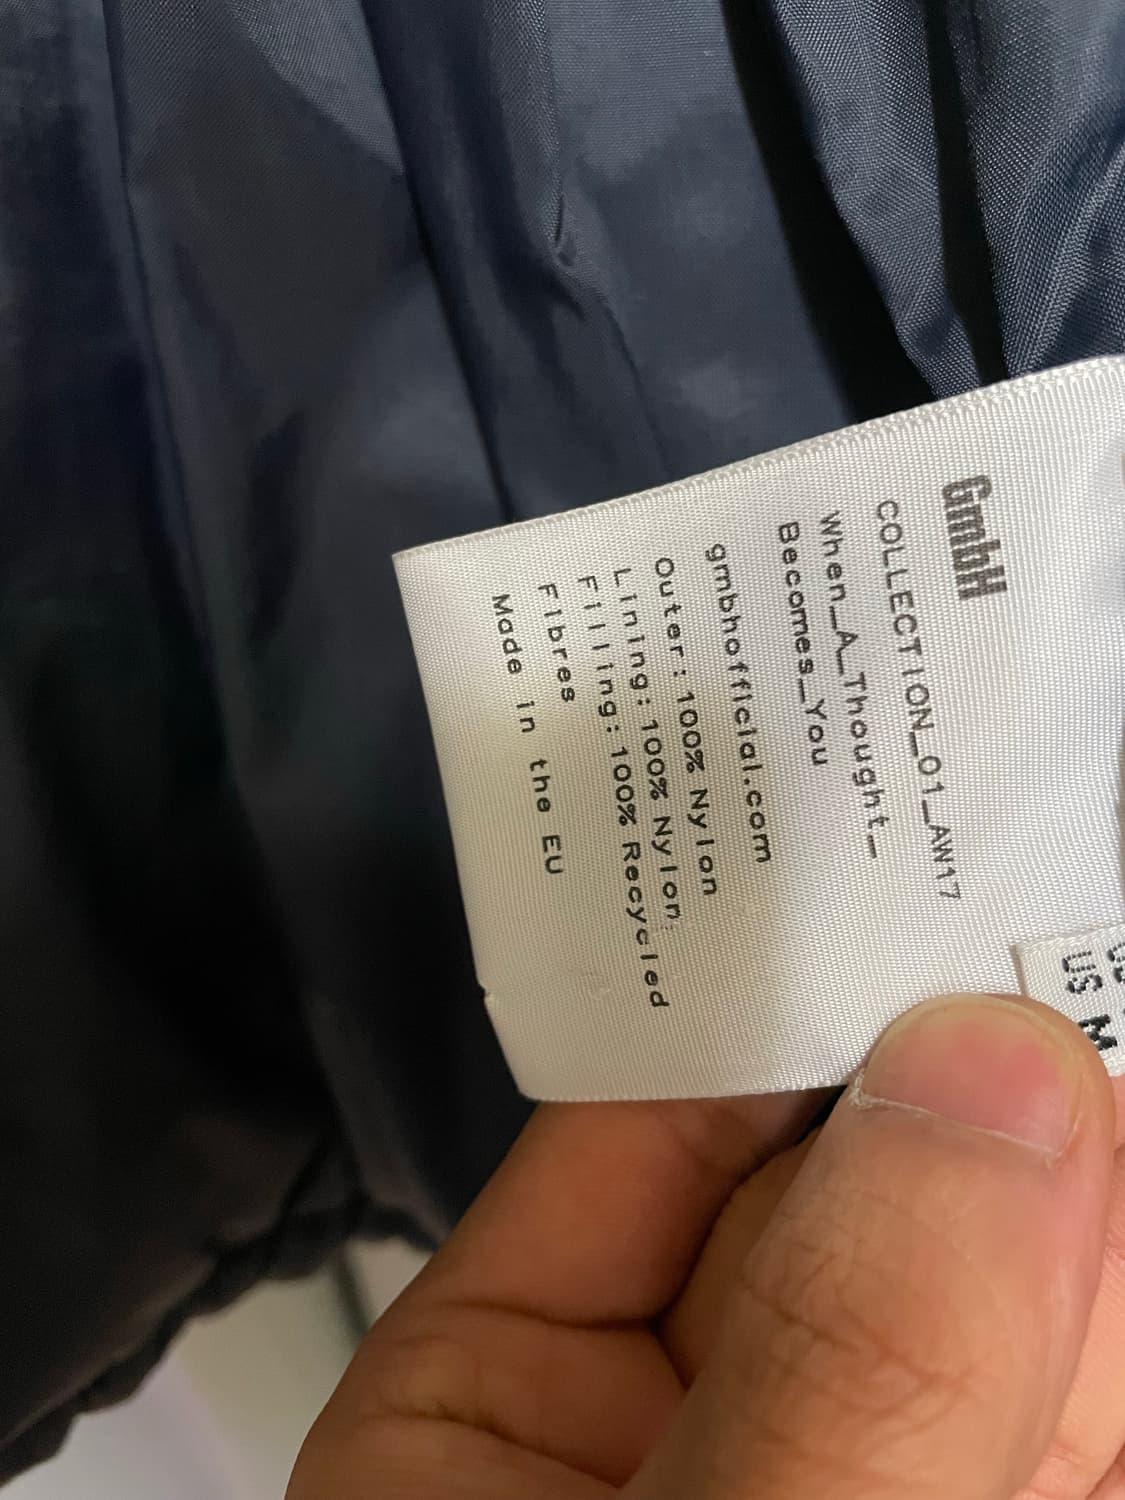 GmbH
COLLECTION_01_AW17
When_A_Thought_
Becomes_You
gmbhofficial.com
Outer: 100% Nylon
Lining: 100% Nylon
Filling: 100% Recycled
Fibres
Made in the EU
US M